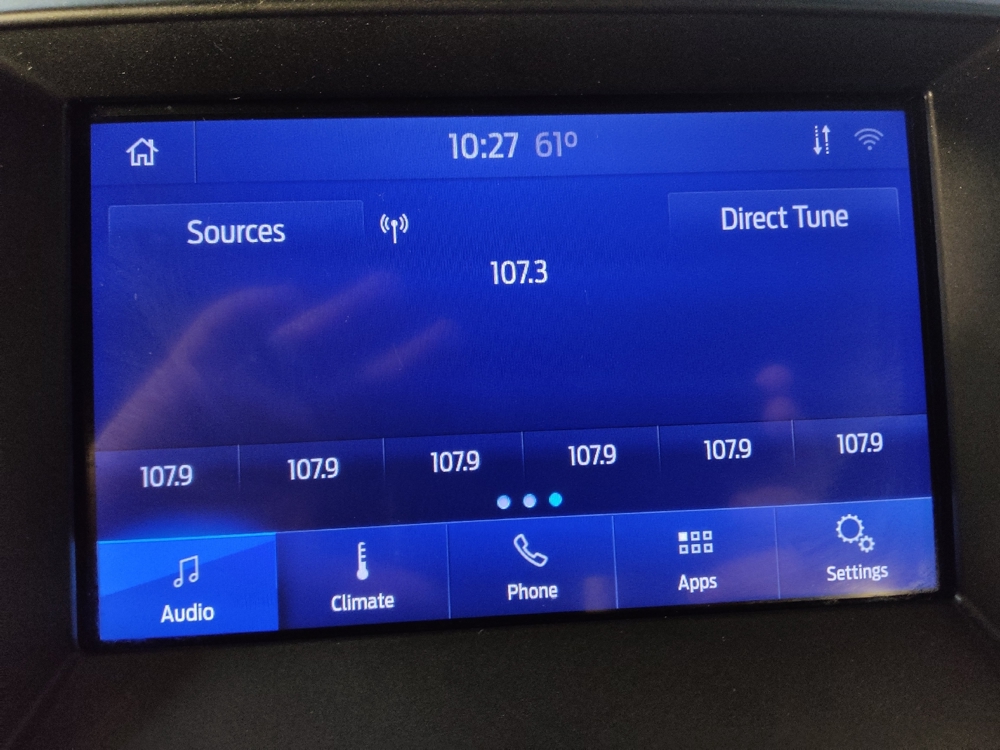 10:27 61º
Sources
Direct Tune
107.3
107.9 107.9 107.9 107.9 107.9 107.9
Audio Climate Phone Apps Settings